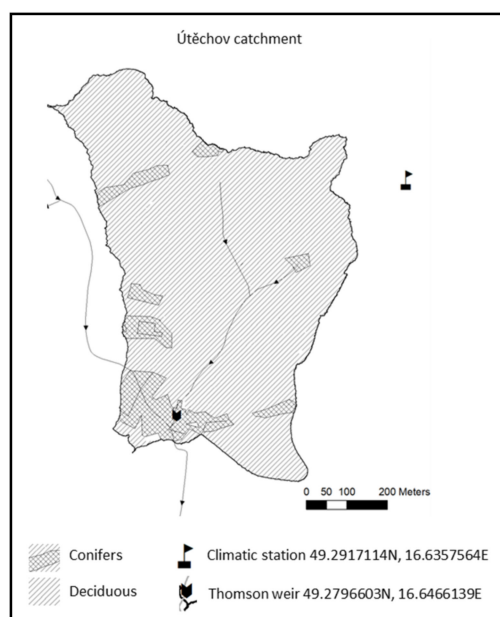 Útěchov catchment
0 50 100 200 Meters
Conifers
Climatic station 49.2917114N, 16.6357564E
Deciduous
Thomson weir 49.2796603N, 16.6466139E